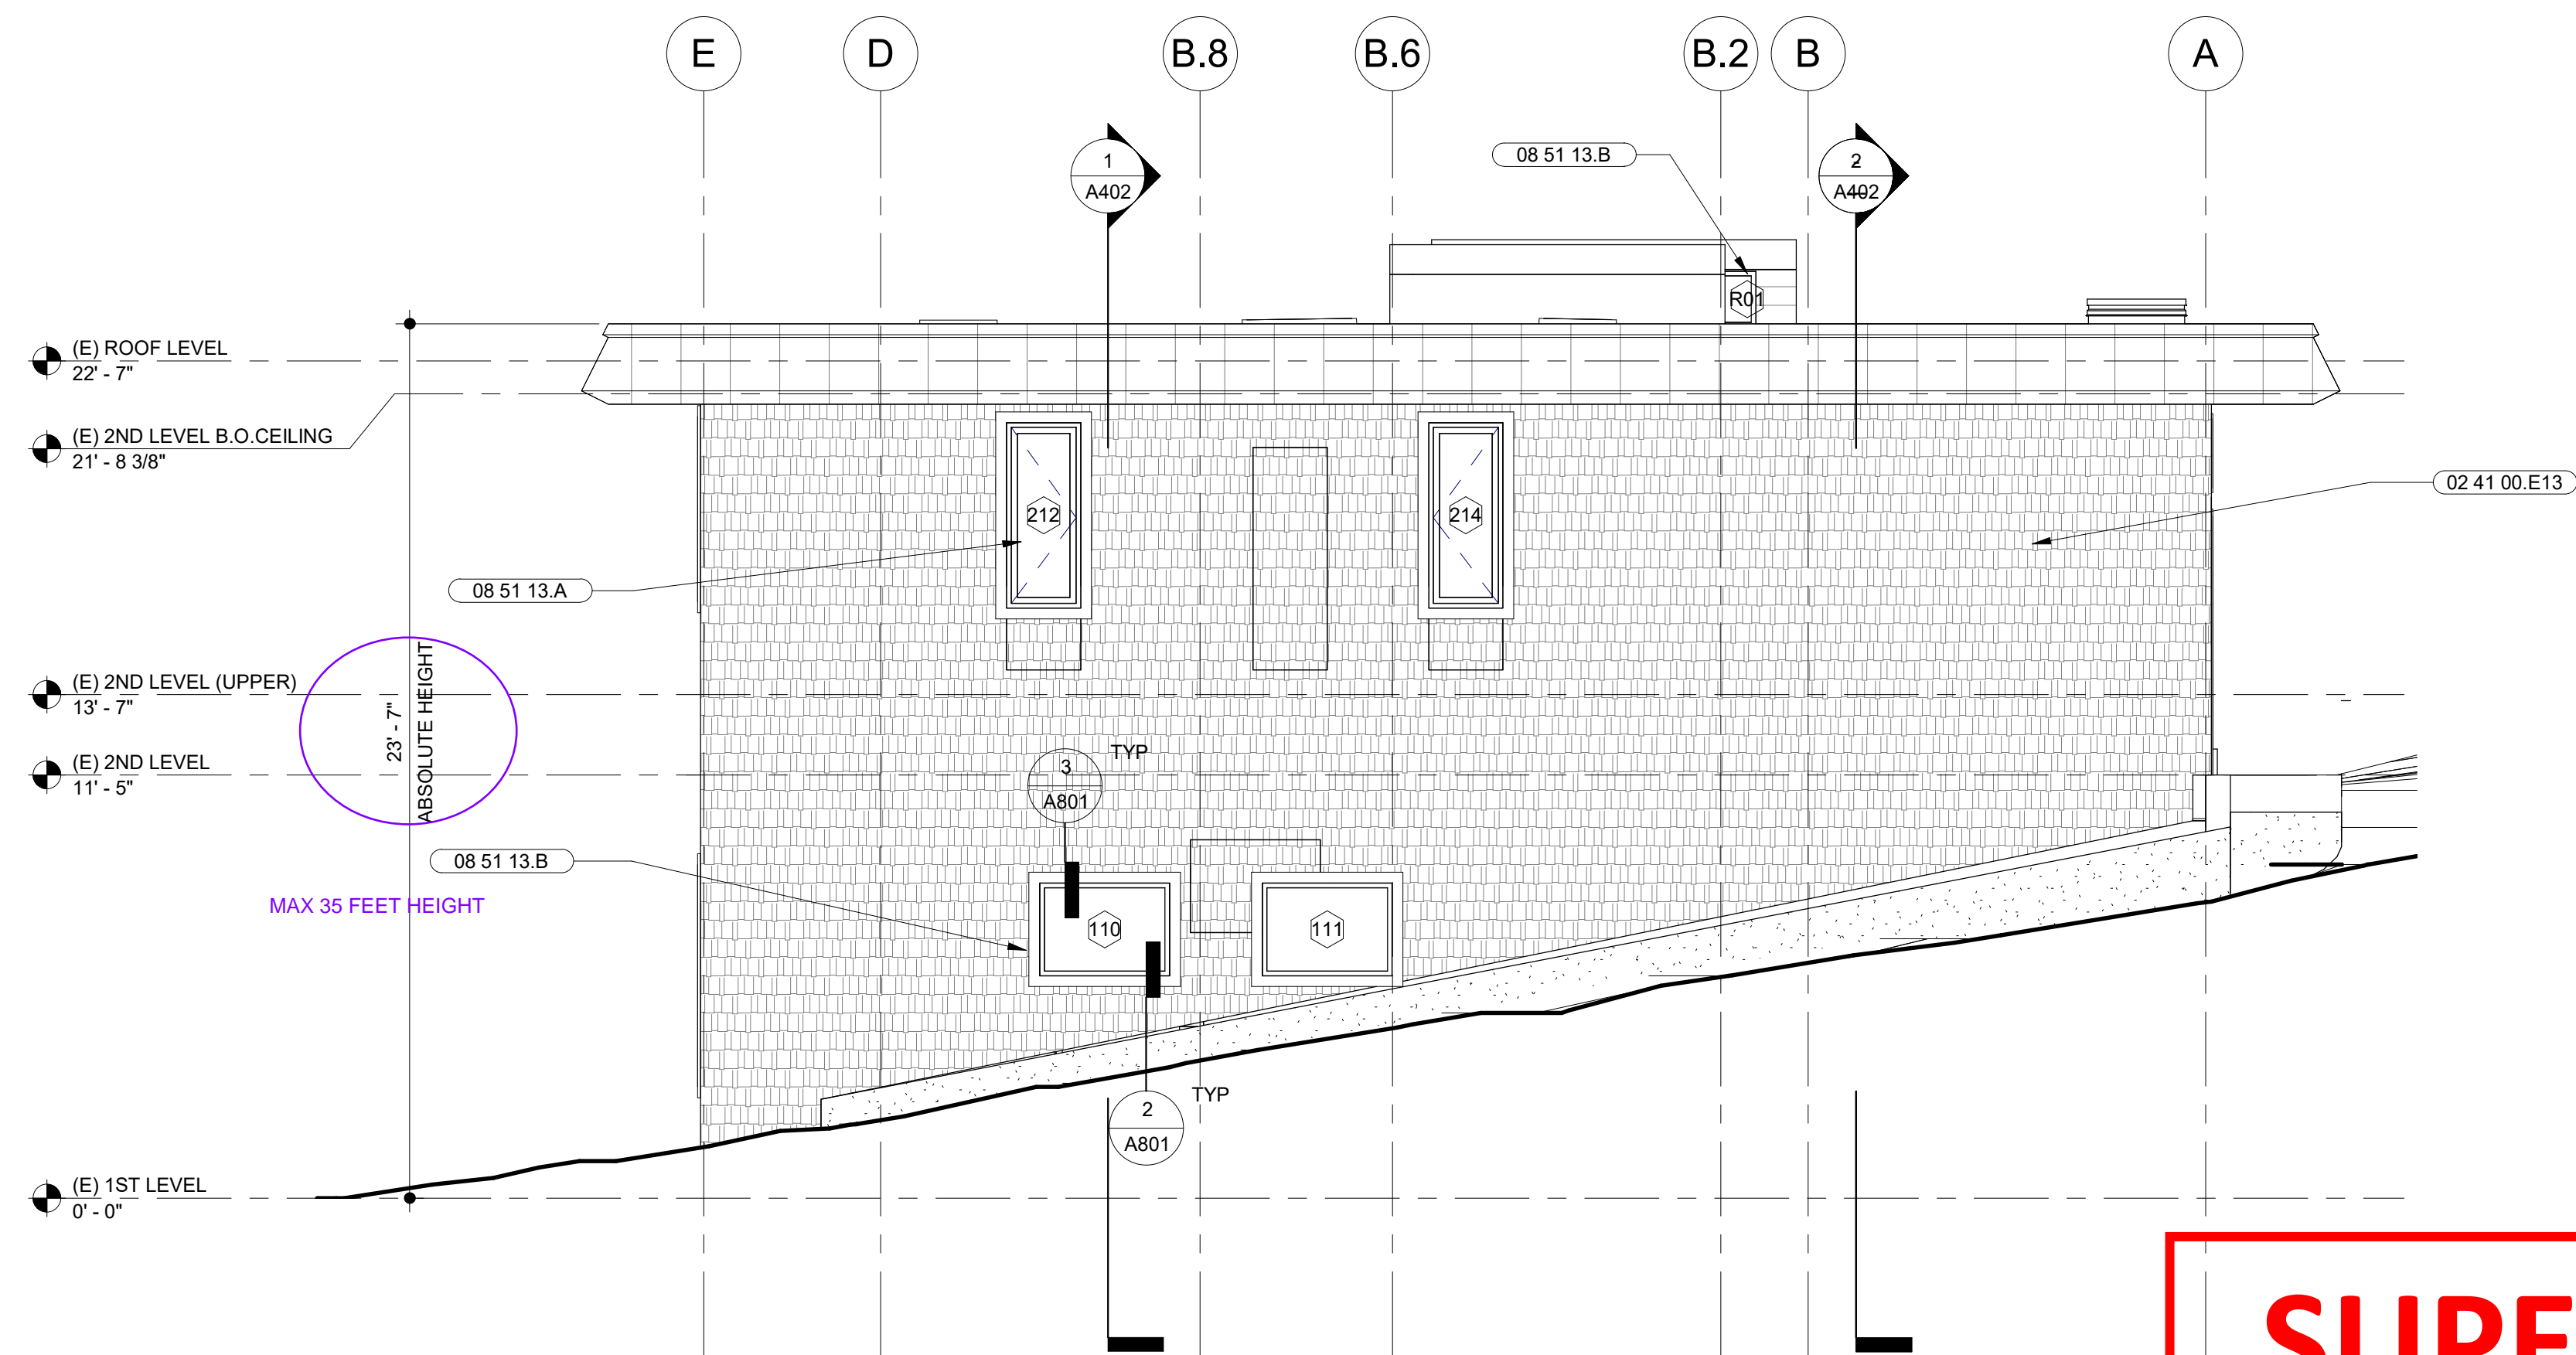 E
D
B.8
B.6
B.2
B
A
1
A402
08 51 13.B
2
A402
R01
(E) ROOF LEVEL
22' - 7"
(E) 2ND LEVEL B.O.CEILING
21' - 8 3/8"
02 41 00.E13
212
214
08 51 13.A
(E) 2ND LEVEL (UPPER)
13' - 7"
23' - 7"
ABSOLUTE HEIGHT
(E) 2ND LEVEL
11' - 5"
TYP
3
A801
08 51 13.B
MAX 35 FEET HEIGHT
110
111
TYP
2
A801
(E) 1ST LEVEL
0' - 0"